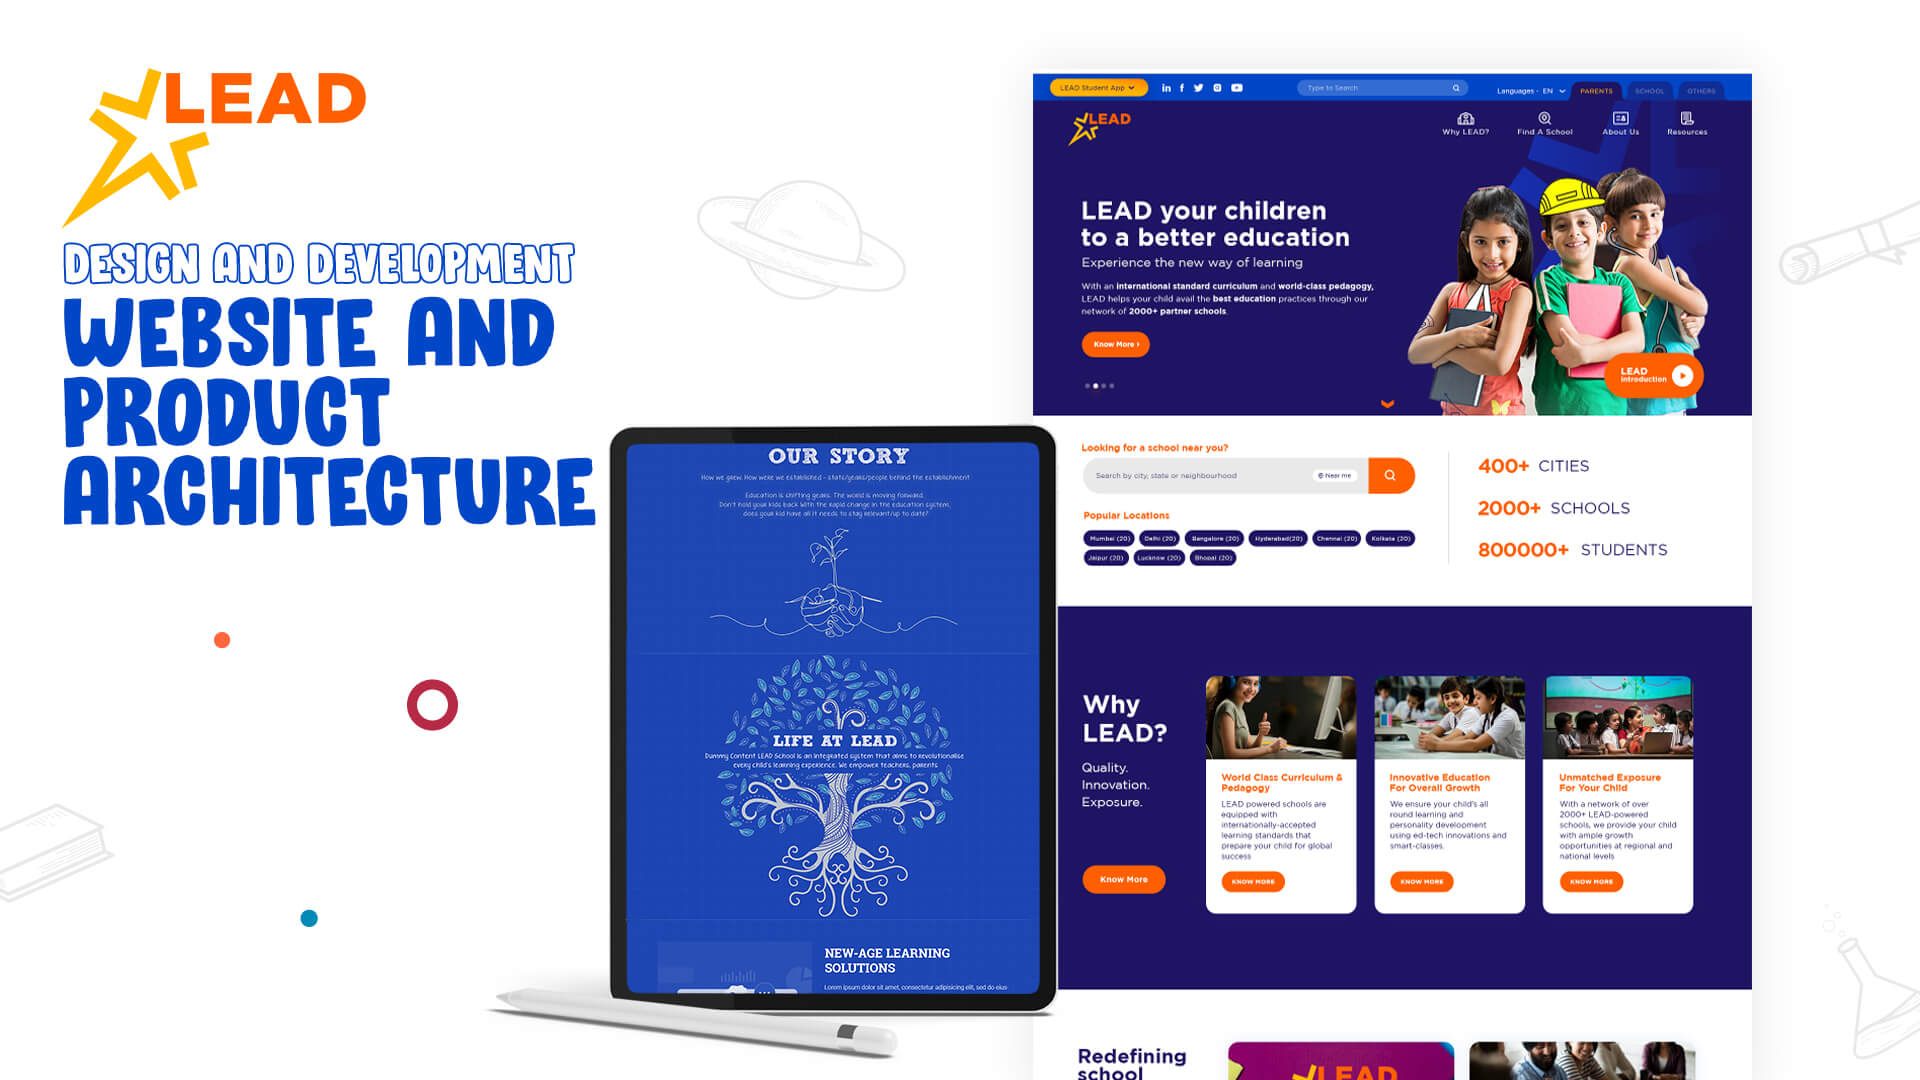 LEAD
DESIGN AND DEVELOPMENT
WEBSITE AND
PRODUCT
ARCHITECTURE
OUR STORY
How we grew. How were we established - stats/years/people behind the establishment
Education is shifting gears. The world is moving forward.
Don't hold your kids back with the rapid change in the education system,
does your kid have all it needs to stay relevant/up to date?
LIFE AT LEAD
Dummy Content LEAD School is an integrated system that aims to revolutionalise
every child's learning experience. We empower teachers, parents
NEW-AGE LEARNING
SOLUTIONS
Lorem ipsum dolor sit amet, consectetur adipisicing elit, sed do eius
LEAD Student App
Type to Search
Languages - EN
PARENTS
SCHOOL
OTHERS
LEAD
Why LEAD?
Find A School
About Us
Resources
LEAD your children
to a better education
Experience the new way of learning
With an international standard curriculum and world-class pedagogy,
LEAD helps your child avail the best education practices through our
network of 2000+ partner schools.
Know More ›
LEAD
Introduction
Looking for a school near you?
Search by city, state or neighbourhood
Near me
Popular Locations
Mumbai (20) Delhi (20) Bangalore (20) Hyderabad(20) Chennai (20) Kolkata (20)
Jaipur (20) Lucknow (20) Bhopal (20)
400+ CITIES
2000+ SCHOOLS
800000+ STUDENTS
Why
LEAD?
Quality.
Innovation.
Exposure.
Know More
World Class Curriculum &
Pedagogy
LEAD powered schools are
equipped with
internationally-accepted
learning standards that
prepare your child for global
success
KNOW MORE
Innovative Education
For Overall Growth
We ensure your child's all
round learning and
personality development
using ed-tech innovations and
smart-classes.
KNOW MORE
Unmatched Exposure
For Your Child
With a network of over
2000+ LEAD-powered
schools, we provide your child
with ample growth
opportunities at regional and
national levels
KNOW MORE
Redefining
school
LEAD